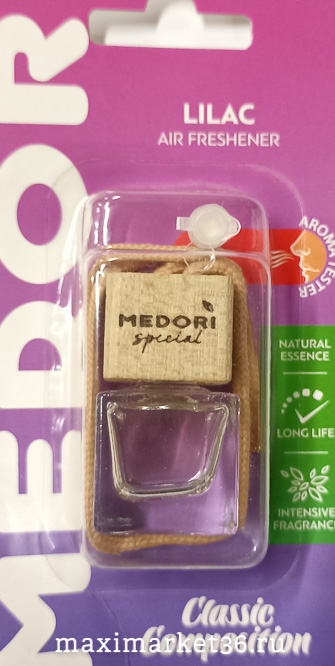 MEDORI
LILAC
AIR FRESHENER
AROMA TESTER
MEDORI
special
NATURAL
ESSENCE
LONG LIFE
INTENSIVE
FRAGRANCE
Classic
maximarket36.ru